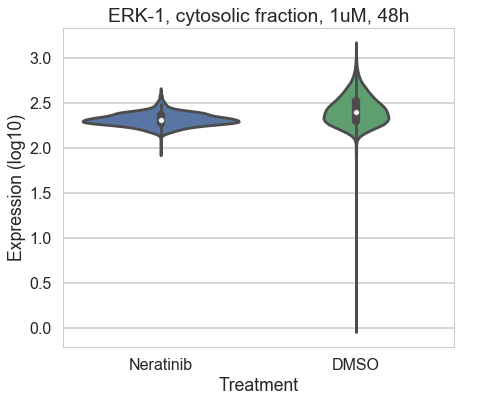 ERK-1, cytosolic fraction, 1uM, 48h
Expression (log10)
3.0
2.5
2.0
1.5
1.0
0.5
0.0
Neratinib
DMSO
Treatment